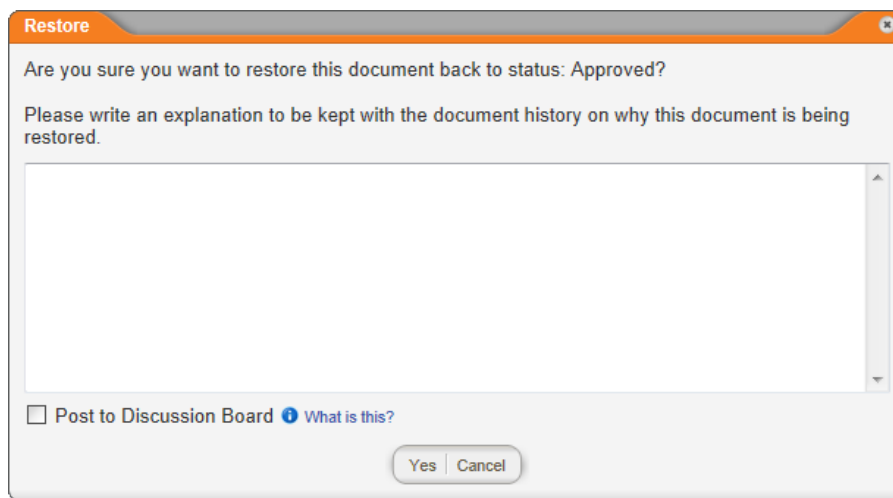 Restore
Are you sure you want to restore this document back to status: Approved?
Please write an explanation to be kept with the document history on why this document is being
restored.
Post to Discussion Board What is this?
Yes Cancel